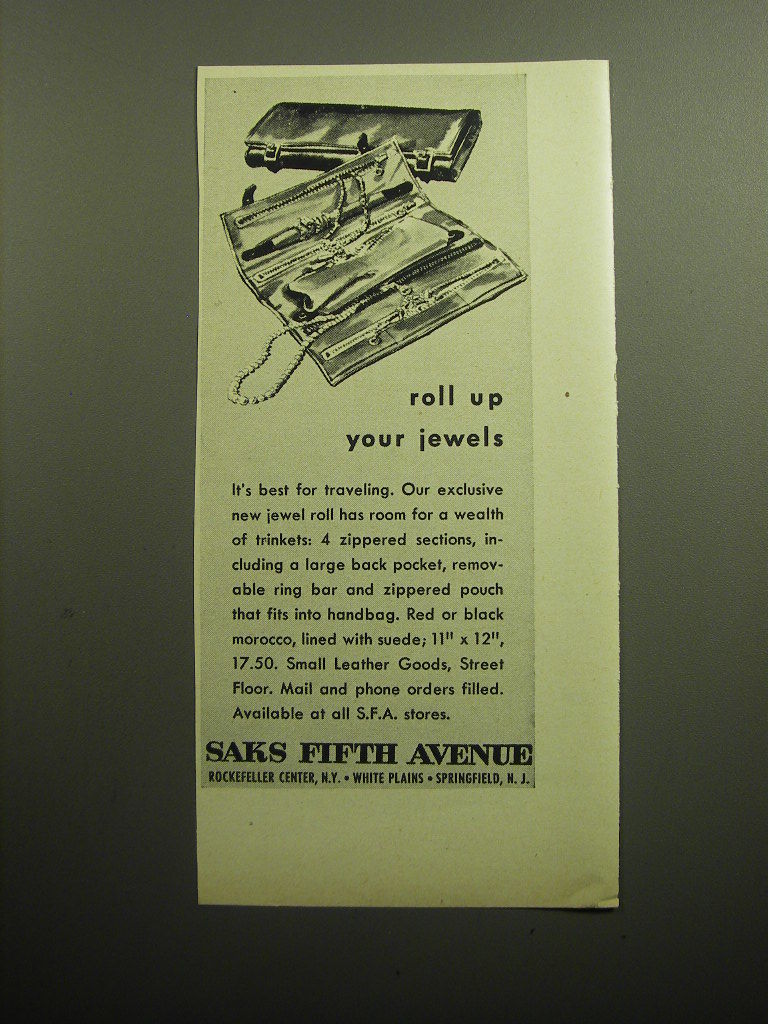 roll up
your jewels
It's best for traveling. Our exclusive
new jewel roll has room for a wealth
of trinkets: 4 zippered sections, in-
cluding a large back pocket, remov-
able ring bar and zippered pouch
that fits into handbag. Red or black
morocco, lined with suede; 11" x 12",
17.50. Small Leather Goods, Street
Floor. Mail and phone orders filled.
Available at all S.F.A. stores.
SAKS FIFTH AVENUE
ROCKEFELLER CENTER, N.Y. • WHITE PLAINS • SPRINGFIELD, N. J.